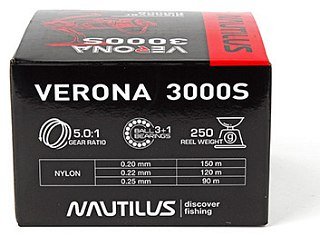 VERONA
3000S
NAUTILUS
VERONA 3000S
5.0:1
GEAR RATIO
BALL BEARINGS 3+1
250
REEL WEIGHT g
NYLON
0.20 mm 150 m
0.22 mm 120 m
0.25 mm 90 m
NAUTILUS discover fishing